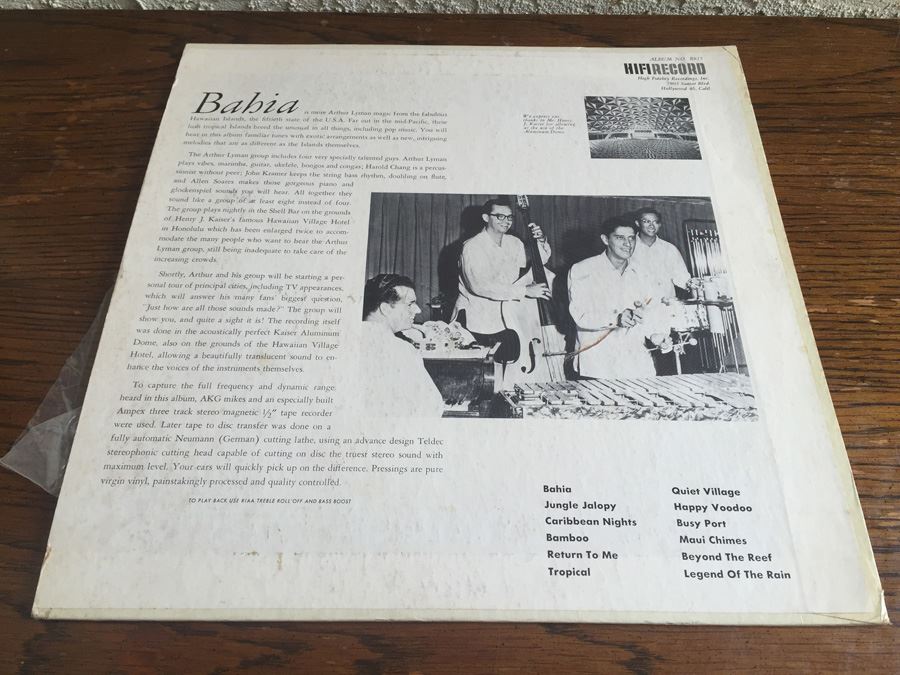 ALBUM NO. R815
HIFIRECORD
High Fidelity Recordings, Inc.
7803 Sunset Blvd.
Hollywood 46, Calif.
We express our
thanks to Mr. Henry
J. Kaiser for allowing
us the use of the
Aluminum Dome.
Bahia is more Arthur Lyman magic from the fabulous
Hawaiian Islands, the fiftieth state of the U.S.A. Far out in the mid-Pacific, these
lush tropical Islands breed the unusual in all things, including pop music. You will
hear in this album familiar tunes with exotic arrangements as well as new, intriguing
melodies that are as different as the Islands themselves.
The Arthur Lyman group includes four very specially talented guys. Arthur Lyman
plays vibes, marimba, guitar, ukelele, bongos and congas; Harold Chang is a percus-
sionist without peer; John Kramer keeps the string bass rhythm, doubling on flute,
and Allen Soares makes those gorgeous piano and
glockenspiel sounds you will hear. All together they
sound like a group of at least eight instead of four.
The group plays nightly in the Shell Bar on the grounds
of Henry J. Kaiser's famous Hawaiian Village Hotel
in Honolulu which has been enlarged twice to accom-
modate the many people who want to hear the Arthur
Lyman group, still being inadequate to take care of the
increasing crowds.
Shortly, Arthur and his group will be starting a per-
sonal tour of principal cities, including TV appearances,
which will answer his many fans' biggest question,
"Just how are all those sounds made?" The group will
show you, and quite a sight it is! The recording itself
was done in the acoustically perfect Kaiser Aluminum
Dome, also on the grounds of the Hawaiian Village
Hotel, allowing a beautifully translucent sound to en-
hance the voices of the instruments themselves.
To capture the full frequency and dynamic range
heard in this album, AKG mikes and an especially built
Ampex three track stereo magnetic ½" tape recorder
were used. Later tape to disc transfer was done on a
fully automatic Neumann (German) cutting lathe, using an advance design Teldec
stereophonic cutting head capable of cutting on disc the truest stereo sound with
maximum level. Your ears will quickly pick up on the difference. Pressings are pure
virgin vinyl, painstakingly processed and quality controlled.
TO PLAY BACK USE RIAA TREBLE ROLL OFF AND BASS BOOST
Bahia
Jungle Jalopy
Caribbean Nights
Bamboo
Return To Me
Tropical
Quiet Village
Happy Voodoo
Busy Port
Maui Chimes
Beyond The Reef
Legend Of The Rain